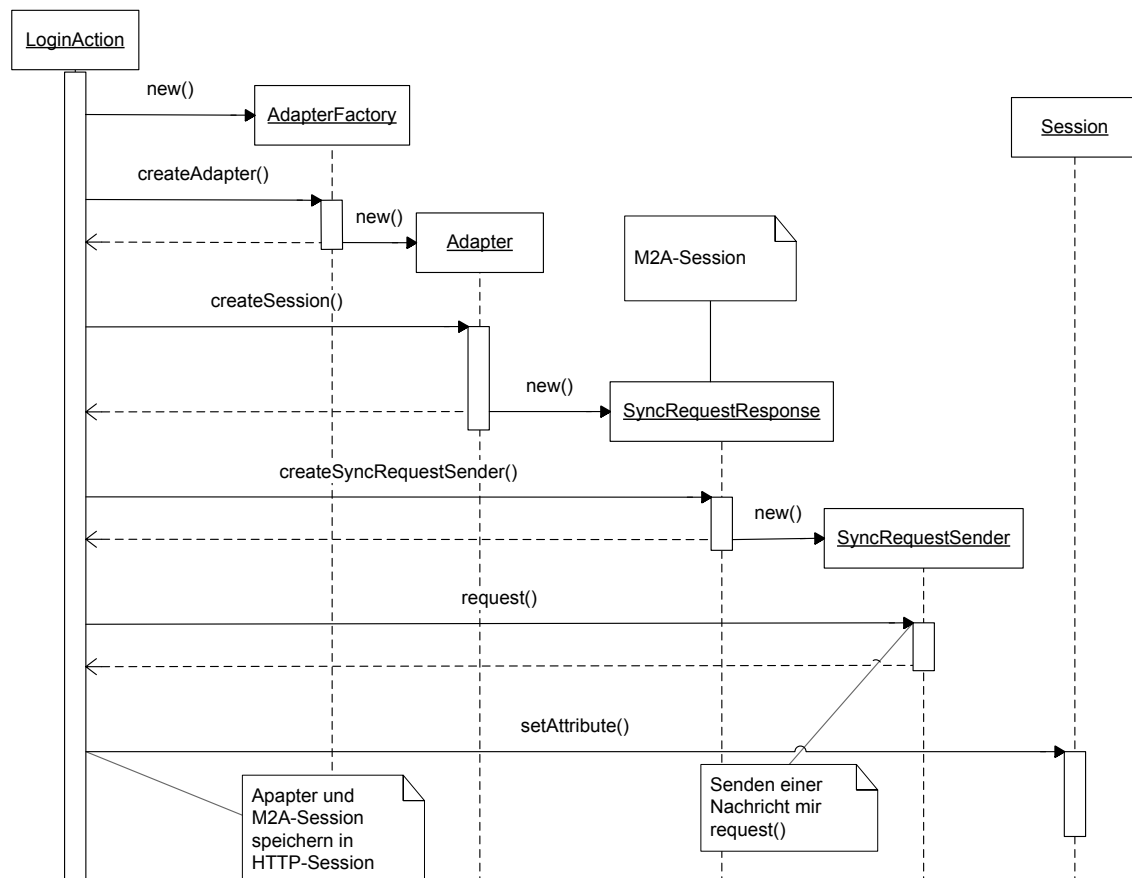 LoginAction
new()
AdapterFactory
Session
createAdapter()
new()
Adapter
M2A-Session
createSession()
new()
SyncRequestResponse
createSyncRequestSender()
new()
SyncRequestSender
request()
setAttribute()
Apapter und
M2A-Session
speichern in
HTTP-Session
Senden einer
Nachricht mir
request()